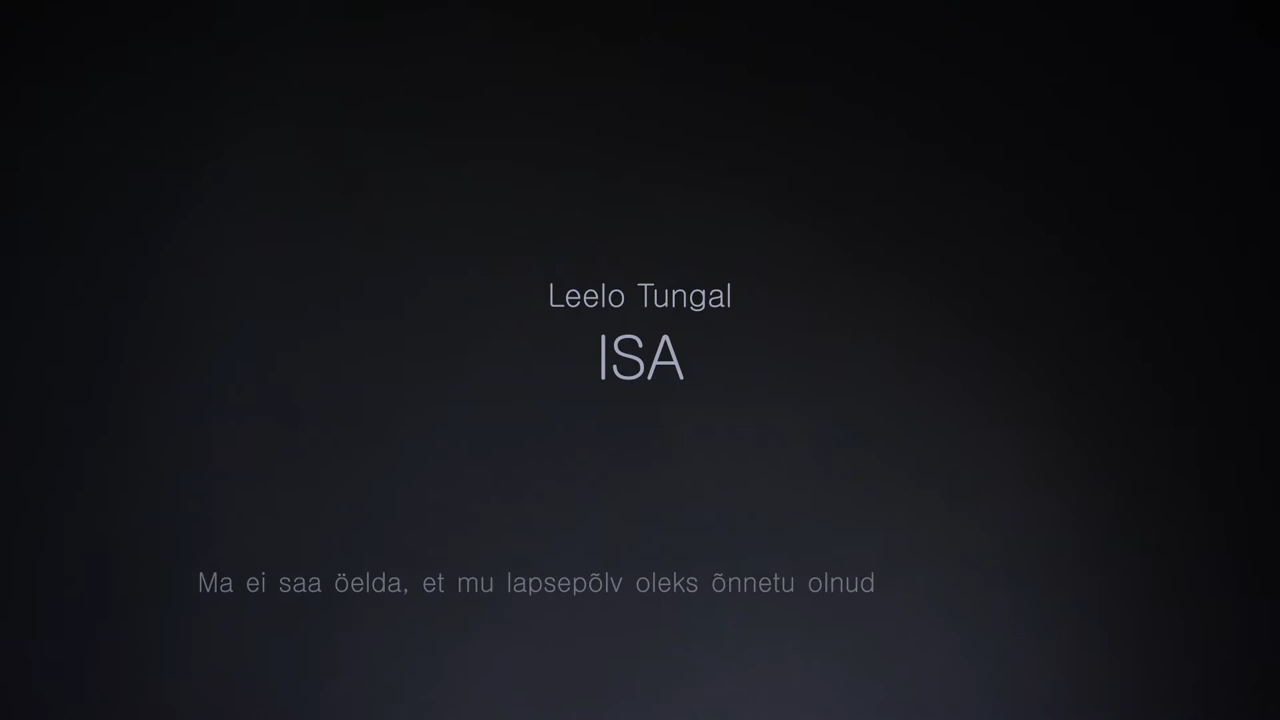 Leelo Tungal
ISA
Ma ei saa öelda, et mu lapsepõlv oleks õnnetu olnud